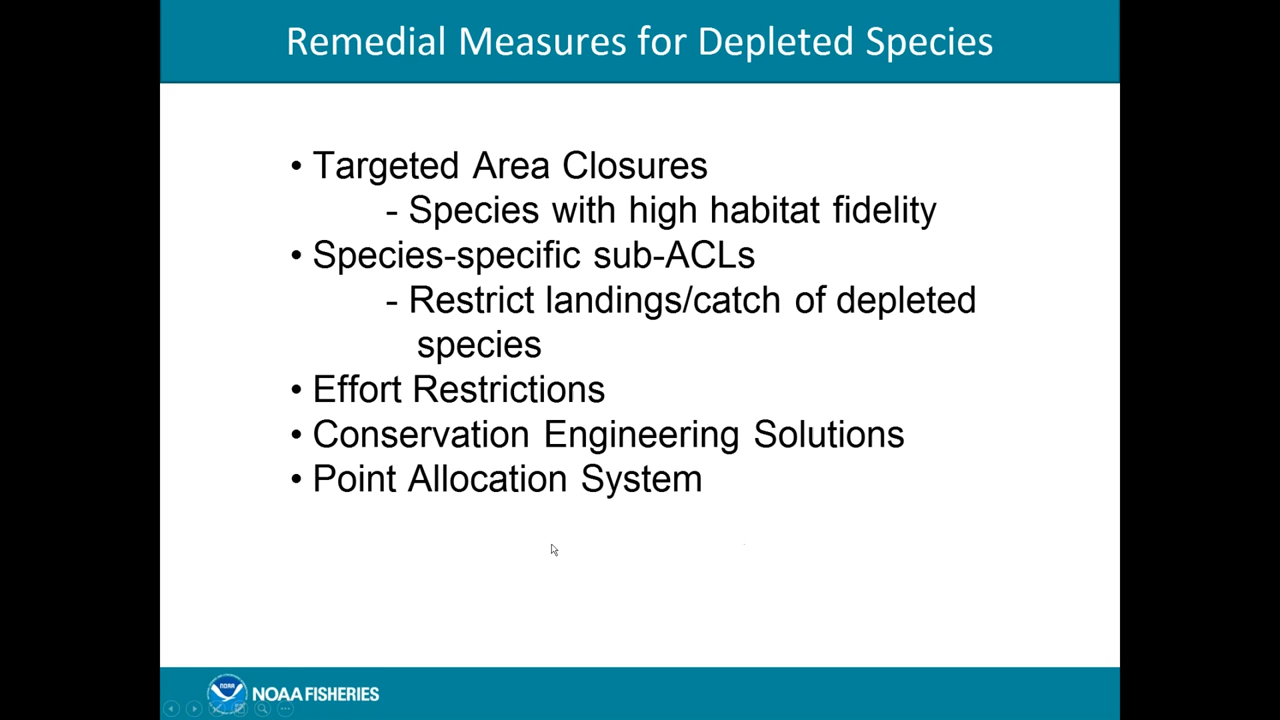 Remedial Measures for Depleted Species
• Targeted Area Closures
- Species with high habitat fidelity
• Species-specific sub-ACLs
- Restrict landings/catch of depleted
species
• Effort Restrictions
• Conservation Engineering Solutions
• Point Allocation System
NOAA
NOAA FISHERIES